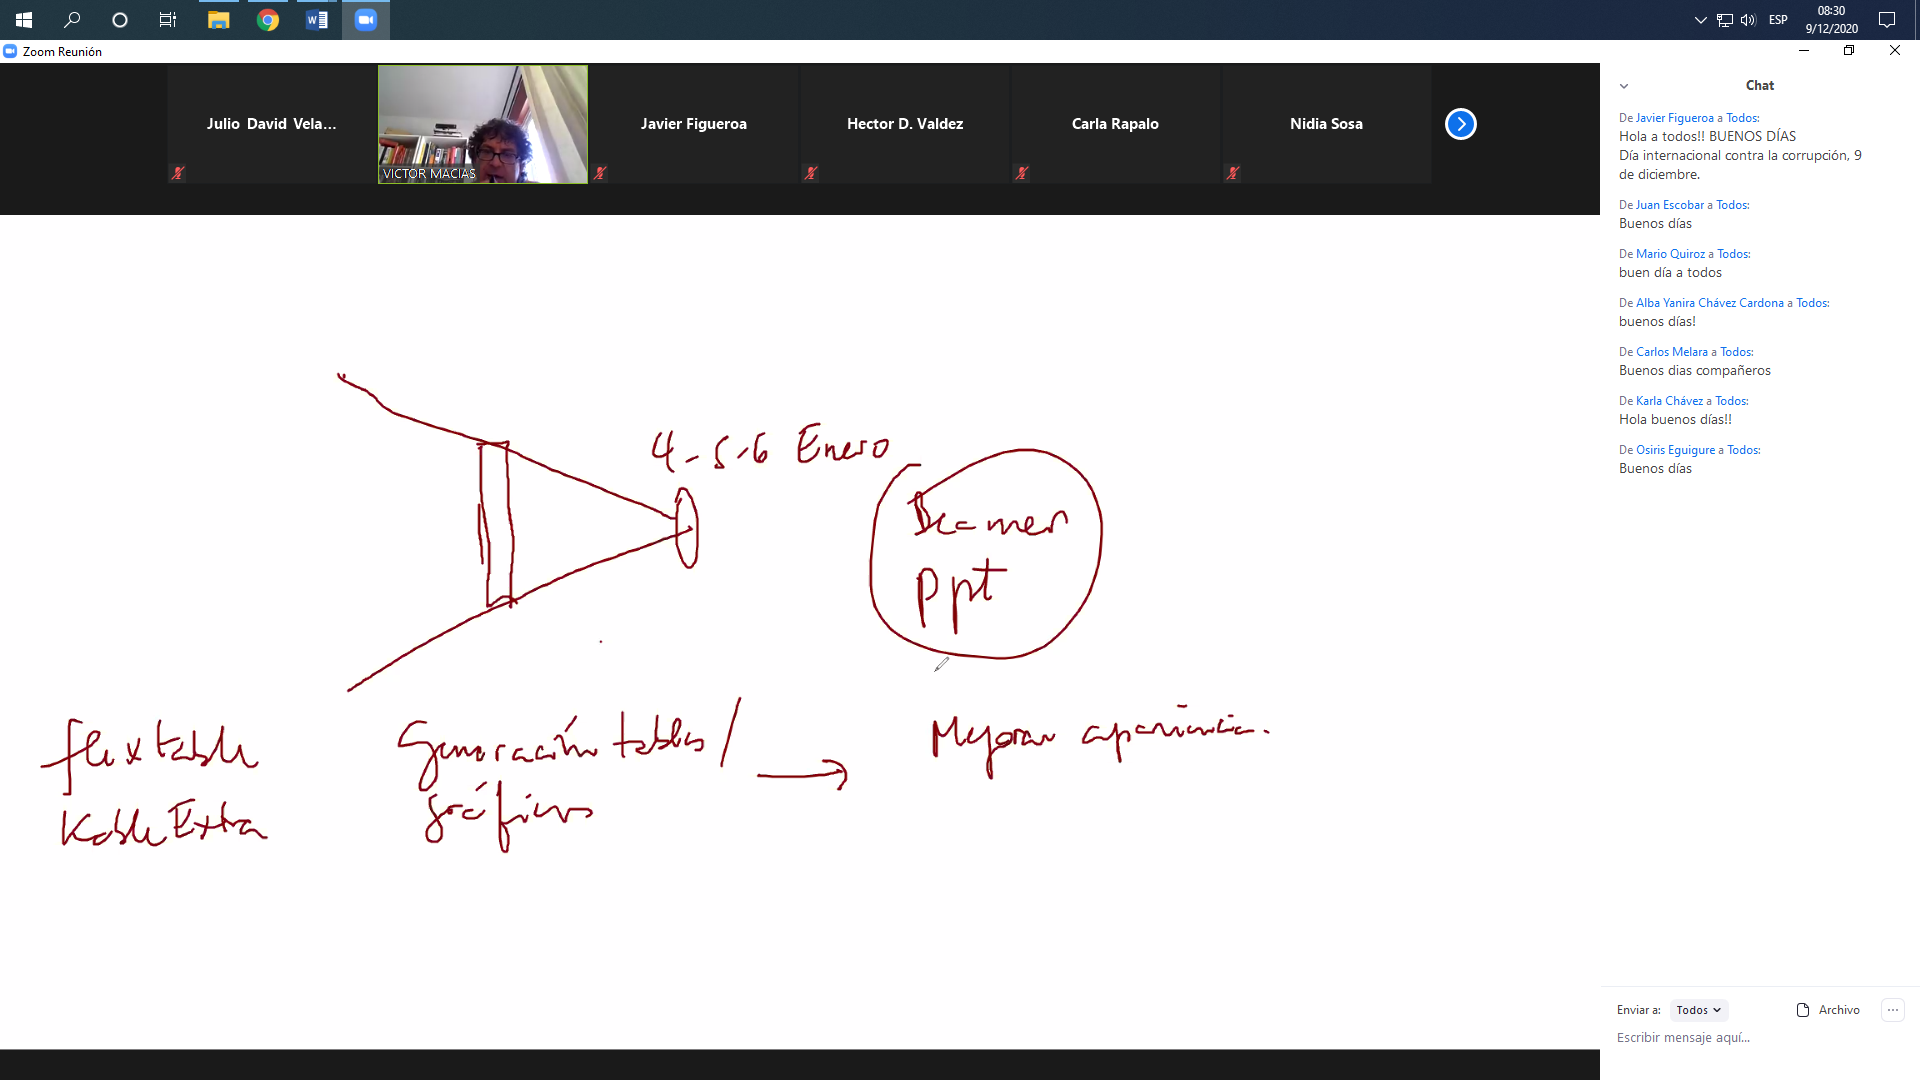 08:30
ESP
9/12/2020
Zoom Reunión
Julio David Vela...
VICTOR MACIAS
Javier Figueroa
Hector D. Valdez
Carla Rapalo
Nidia Sosa
4-5-6 Enero
Beamer
ppt
flextable
KableExtra
Generación tablas /
gráficos
Mejorar apariencia.
Chat
De Javier Figueroa a Todos:
Hola a todos!! BUENOS DÍAS
Día internacional contra la corrupción, 9
de diciembre.
De Juan Escobar a Todos:
Buenos días
De Mario Quiroz a Todos:
buen día a todos
De Alba Yanira Chávez Cardona a Todos:
buenos días!
De Carlos Melara a Todos:
Buenos dias compañeros
De Karla Chávez a Todos:
Hola buenos días!!
De Osiris Eguigure a Todos:
Buenos días
Enviar a: Todos
Archivo
Escribir mensaje aquí...